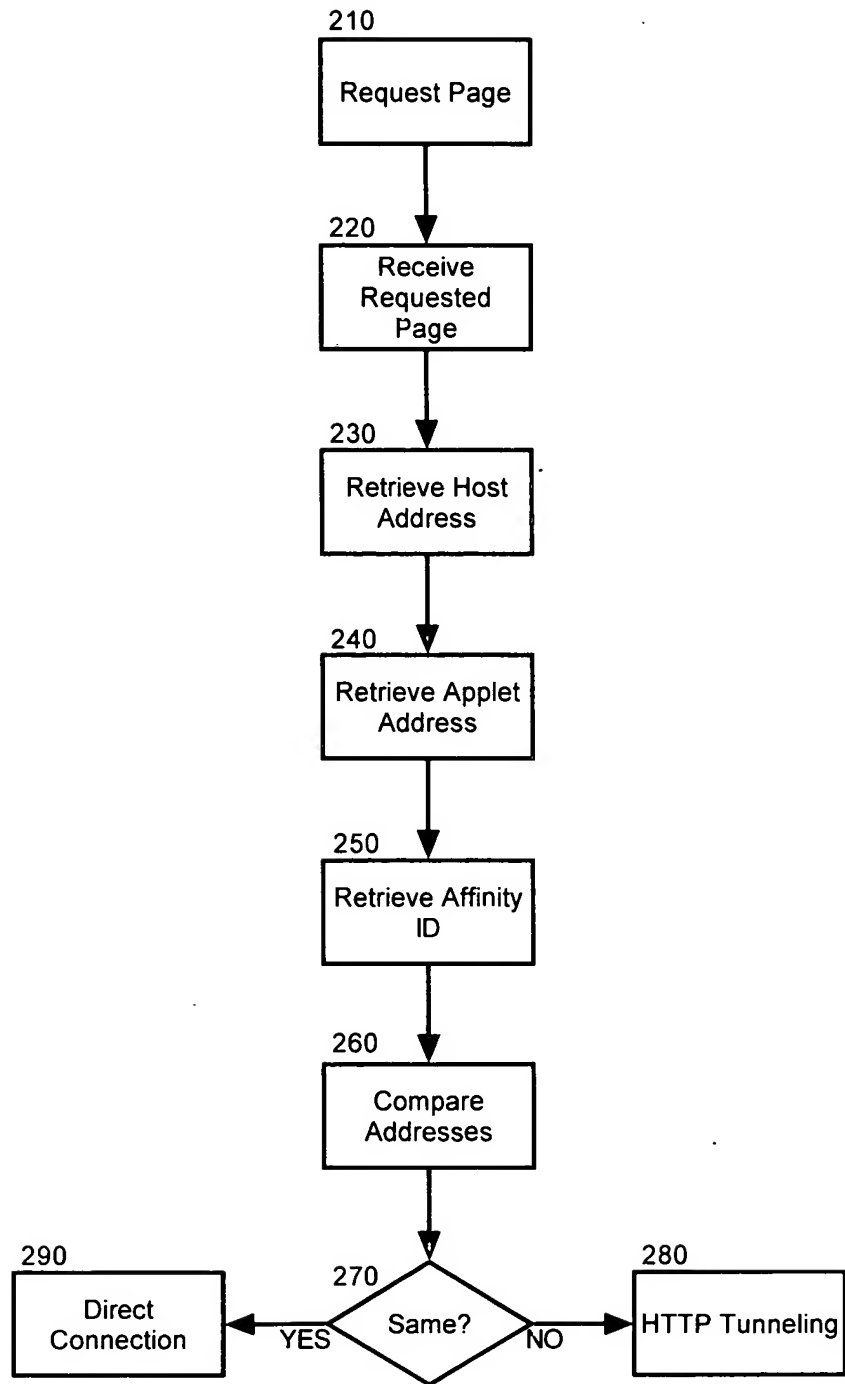 210
Request Page
220
Receive
Requested
Page
230
Retrieve Host
Address
240
Retrieve Applet
Address
250
Retrieve Affinity
ID
260
Compare
Addresses
290
Direct
Connection
YES
270
Same?
NO
280
HTTP Tunneling